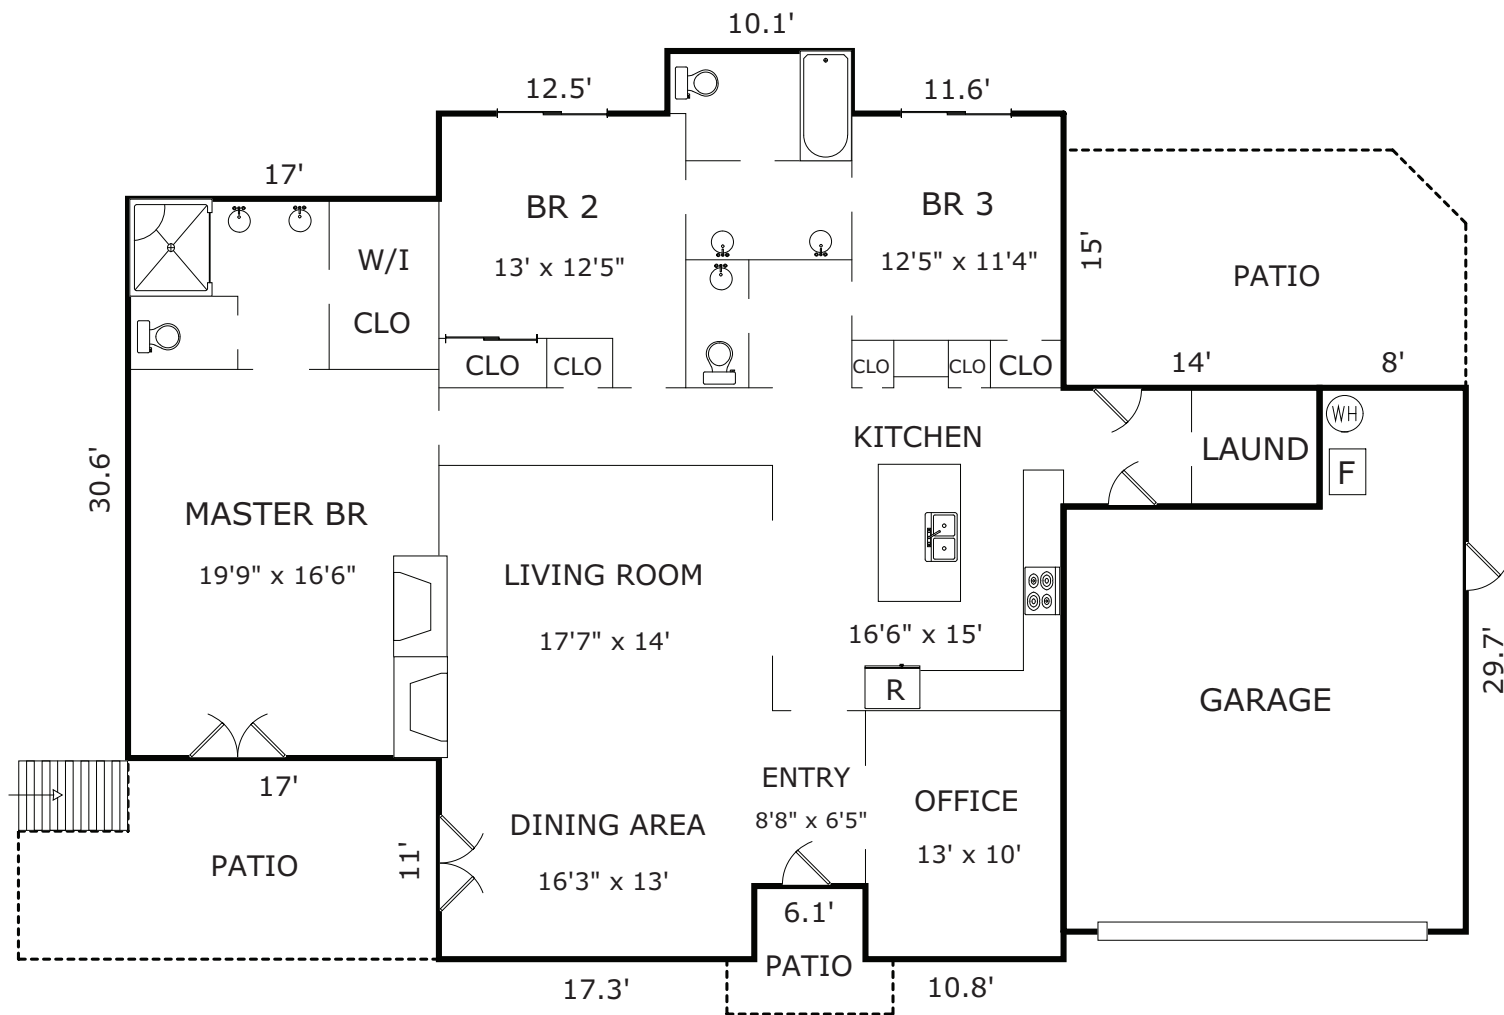 10.1'
12.5'
11.6'
17'
BR 2
13' x 12'5"
BR 3
12'5" x 11'4"
15'
PATIO
W/I
CLO
CLO
CLO
CLO
CLO
CLO
14'
8'
KITCHEN
LAUND
WH
F
30.6'
MASTER BR
19'9" x 16'6"
LIVING ROOM
17'7" x 14'
16'6" x 15'
R
GARAGE
29.7'
17'
PATIO
11'
DINING AREA
16'3" x 13'
ENTRY
8'8" x 6'5"
OFFICE
13' x 10'
6.1'
PATIO
17.3'
10.8'